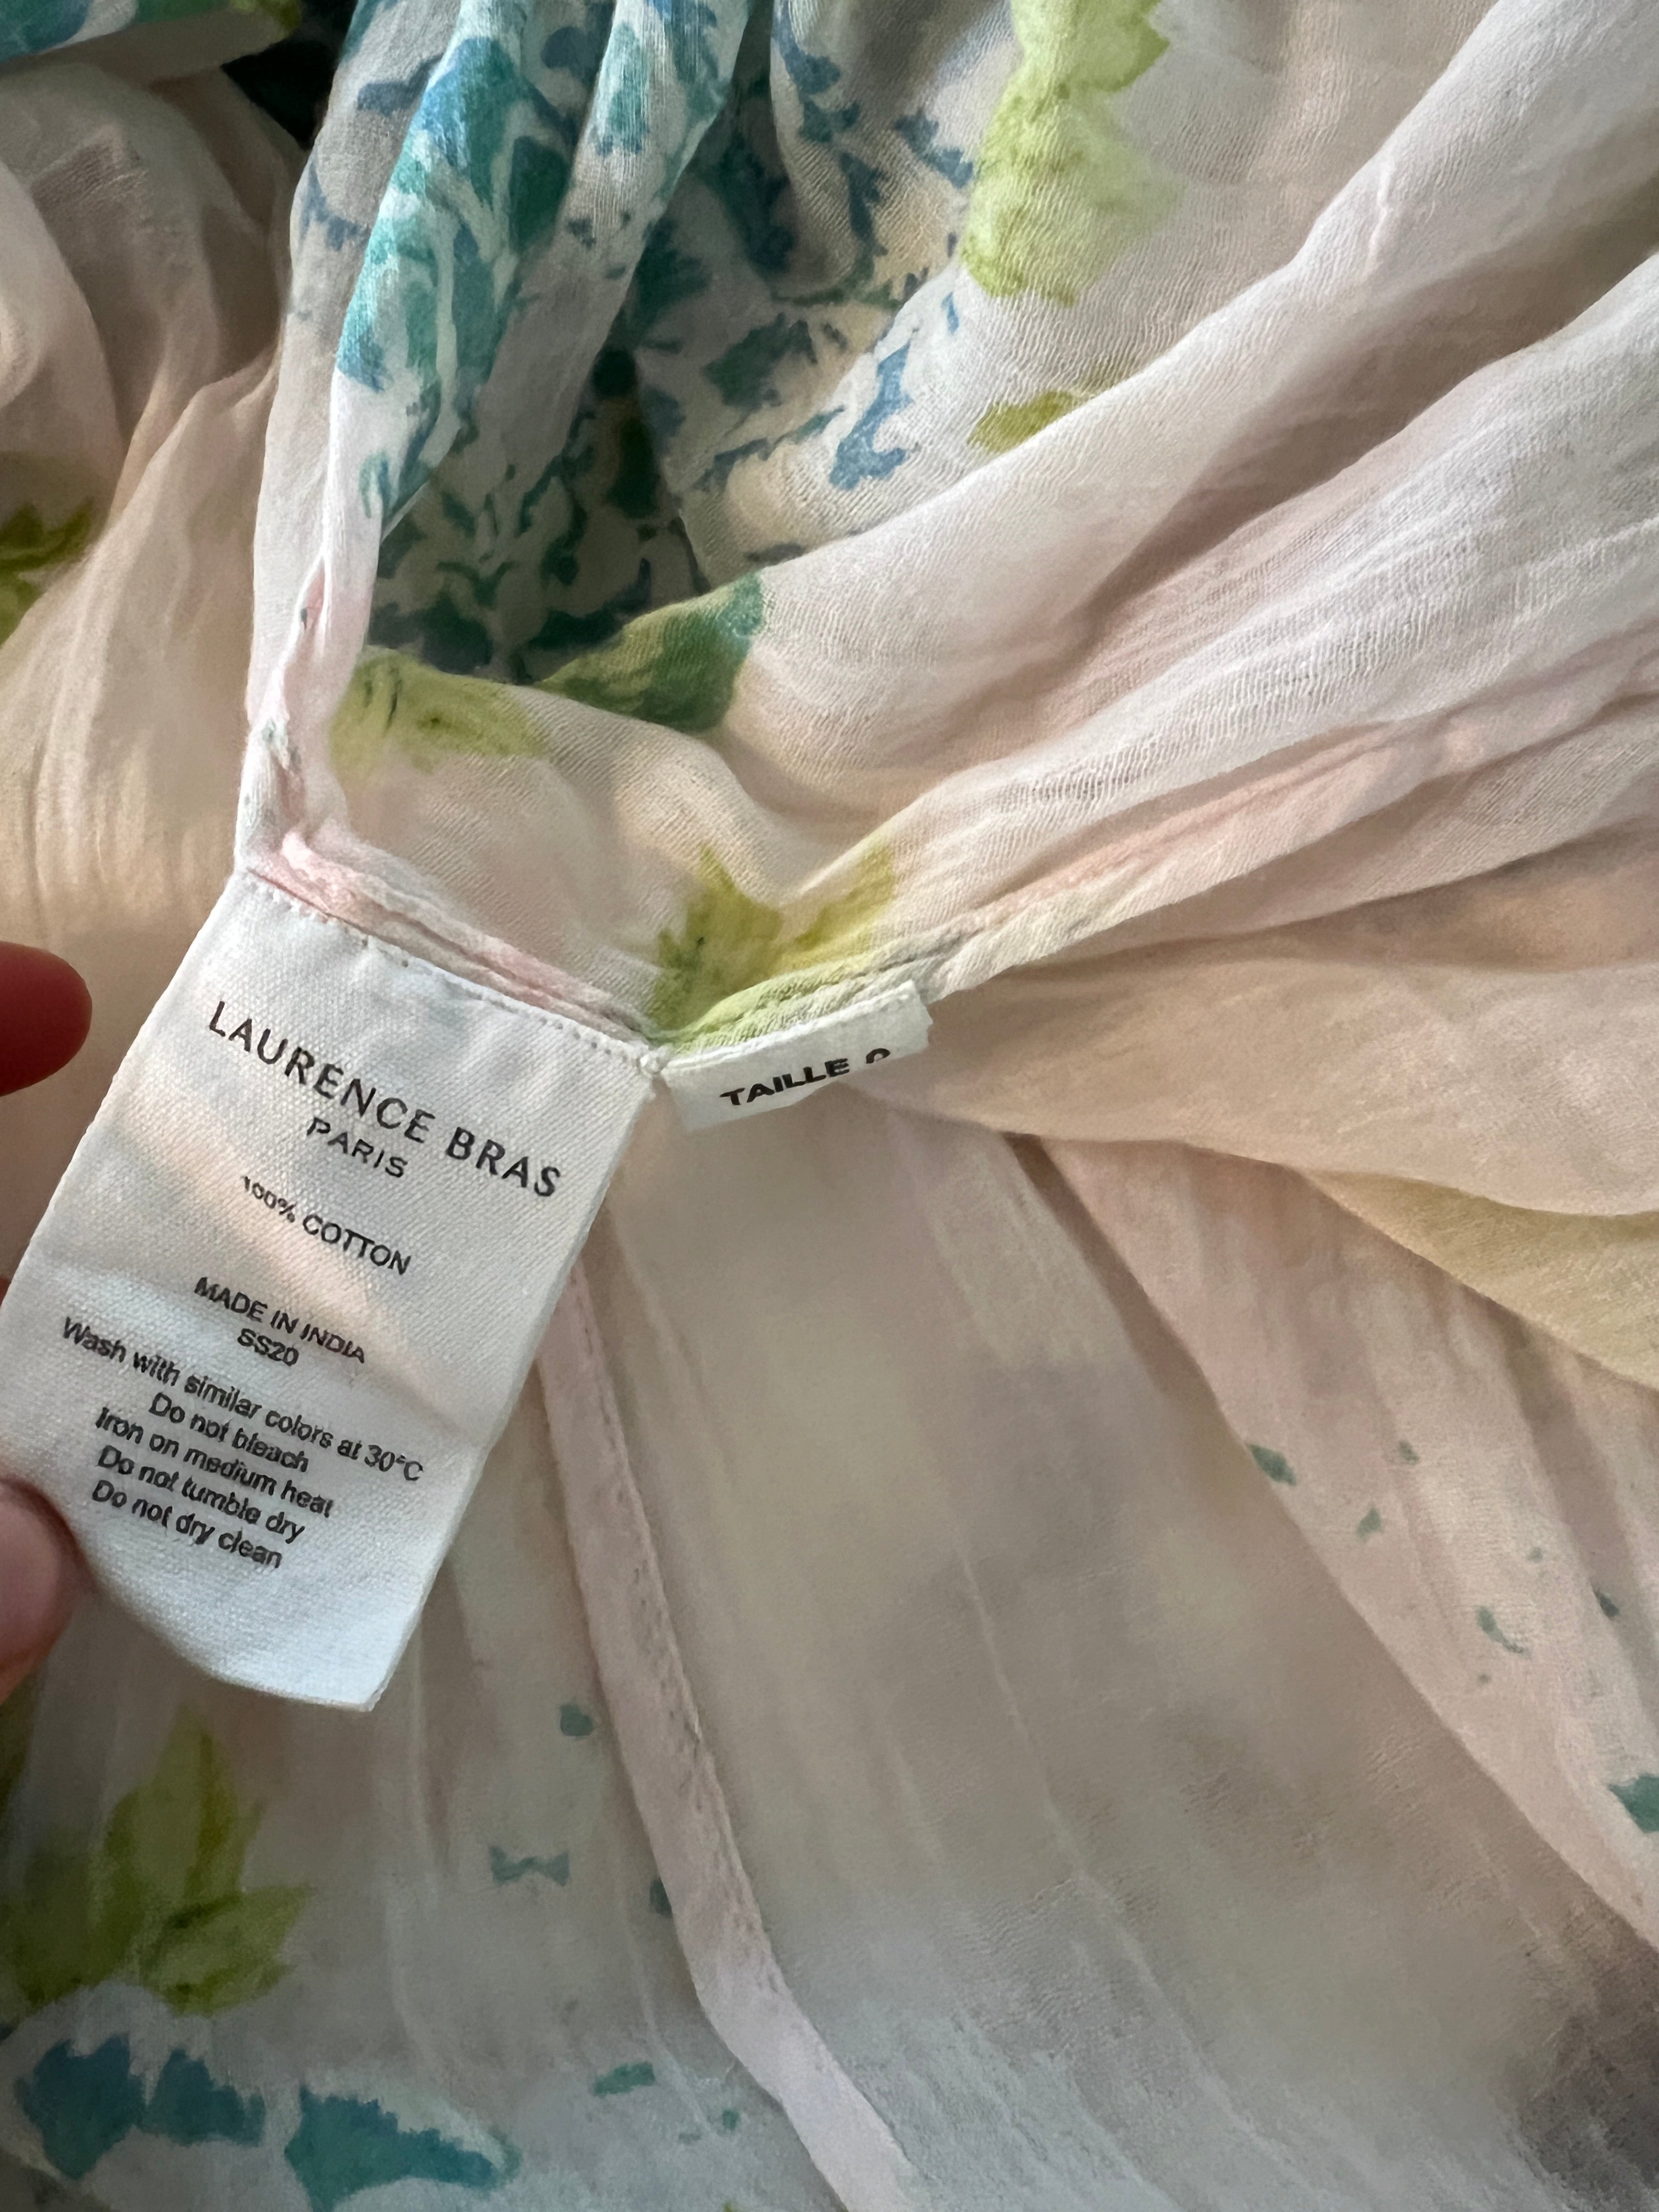 LAURENCE BRAS
PARIS
100% COTTON
MADE IN INDIA
SS20
Wash with similar colors at 30°C
Do not bleach
Iron on medium heat
Do not tumble dry
Do not dry clean
TAILLE